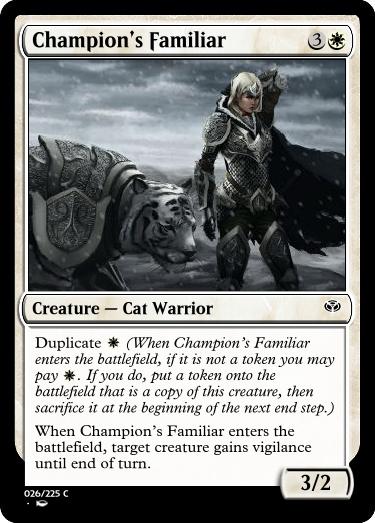 Champion's Familiar 3
Creature — Cat Warrior
Duplicate (When Champion's Familiar
enters the battlefield, if it is not a token you may
pay . If you do, put a token onto the
battlefield that is a copy of this creature, then
sacrifice it at the beginning of the next end step.)
When Champion's Familiar enters the
battlefield, target creature gains vigilance
until end of turn.
3/2
026/225 C